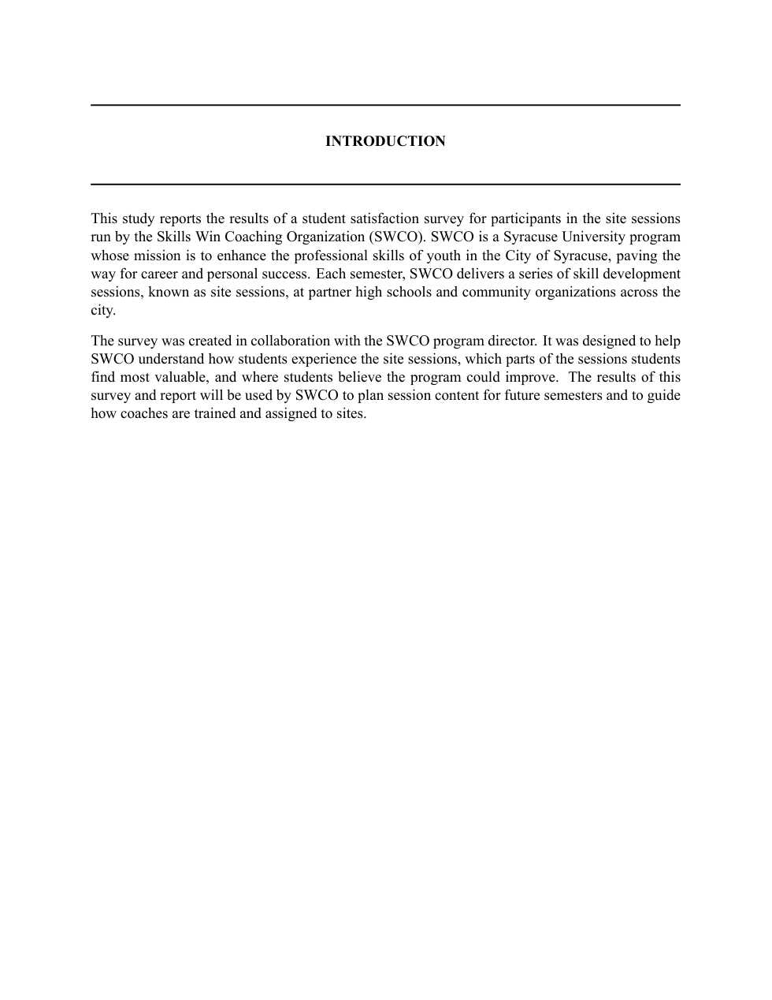 INTRODUCTION
This study reports the results of a student satisfaction survey for participants in the site sessions
run by the Skills Win Coaching Organization (SWCO). SWCO is a Syracuse University program
whose mission is to enhance the professional skills of youth in the City of Syracuse, paving the
way for career and personal success. Each semester, SWCO delivers a series of skill development
sessions, known as site sessions, at partner high schools and community organizations across the
city.
The survey was created in collaboration with the SWCO program director. It was designed to help
SWCO understand how students experience the site sessions, which parts of the sessions students
find most valuable, and where students believe the program could improve. The results of this
survey and report will be used by SWCO to plan session content for future semesters and to guide
how coaches are trained and assigned to sites.